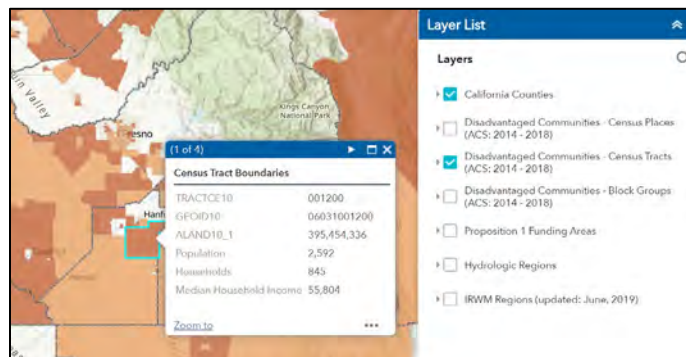 Layer List
Layers
California Counties
Disadvantaged Communities - Census Places
(ACS: 2014 - 2018)
Disadvantaged Communities - Census Tracts
(ACS: 2014 - 2018)
Disadvantaged Communities - Block Groups
(ACS: 2014 - 2018)
Proposition 1 Funding Areas
Hydrologic Regions
IRWM Regions (updated: June, 2019)
uin Valley
Kings Canyon
National Park
resno
Hanf
(1 of 4)
Census Tract Boundaries
TRACTCE10 001200
GEOID10 06031001200
ALAND10_1 395,454,336
Population 2,592
Households 845
Median Household Income 55,804
Zoom to